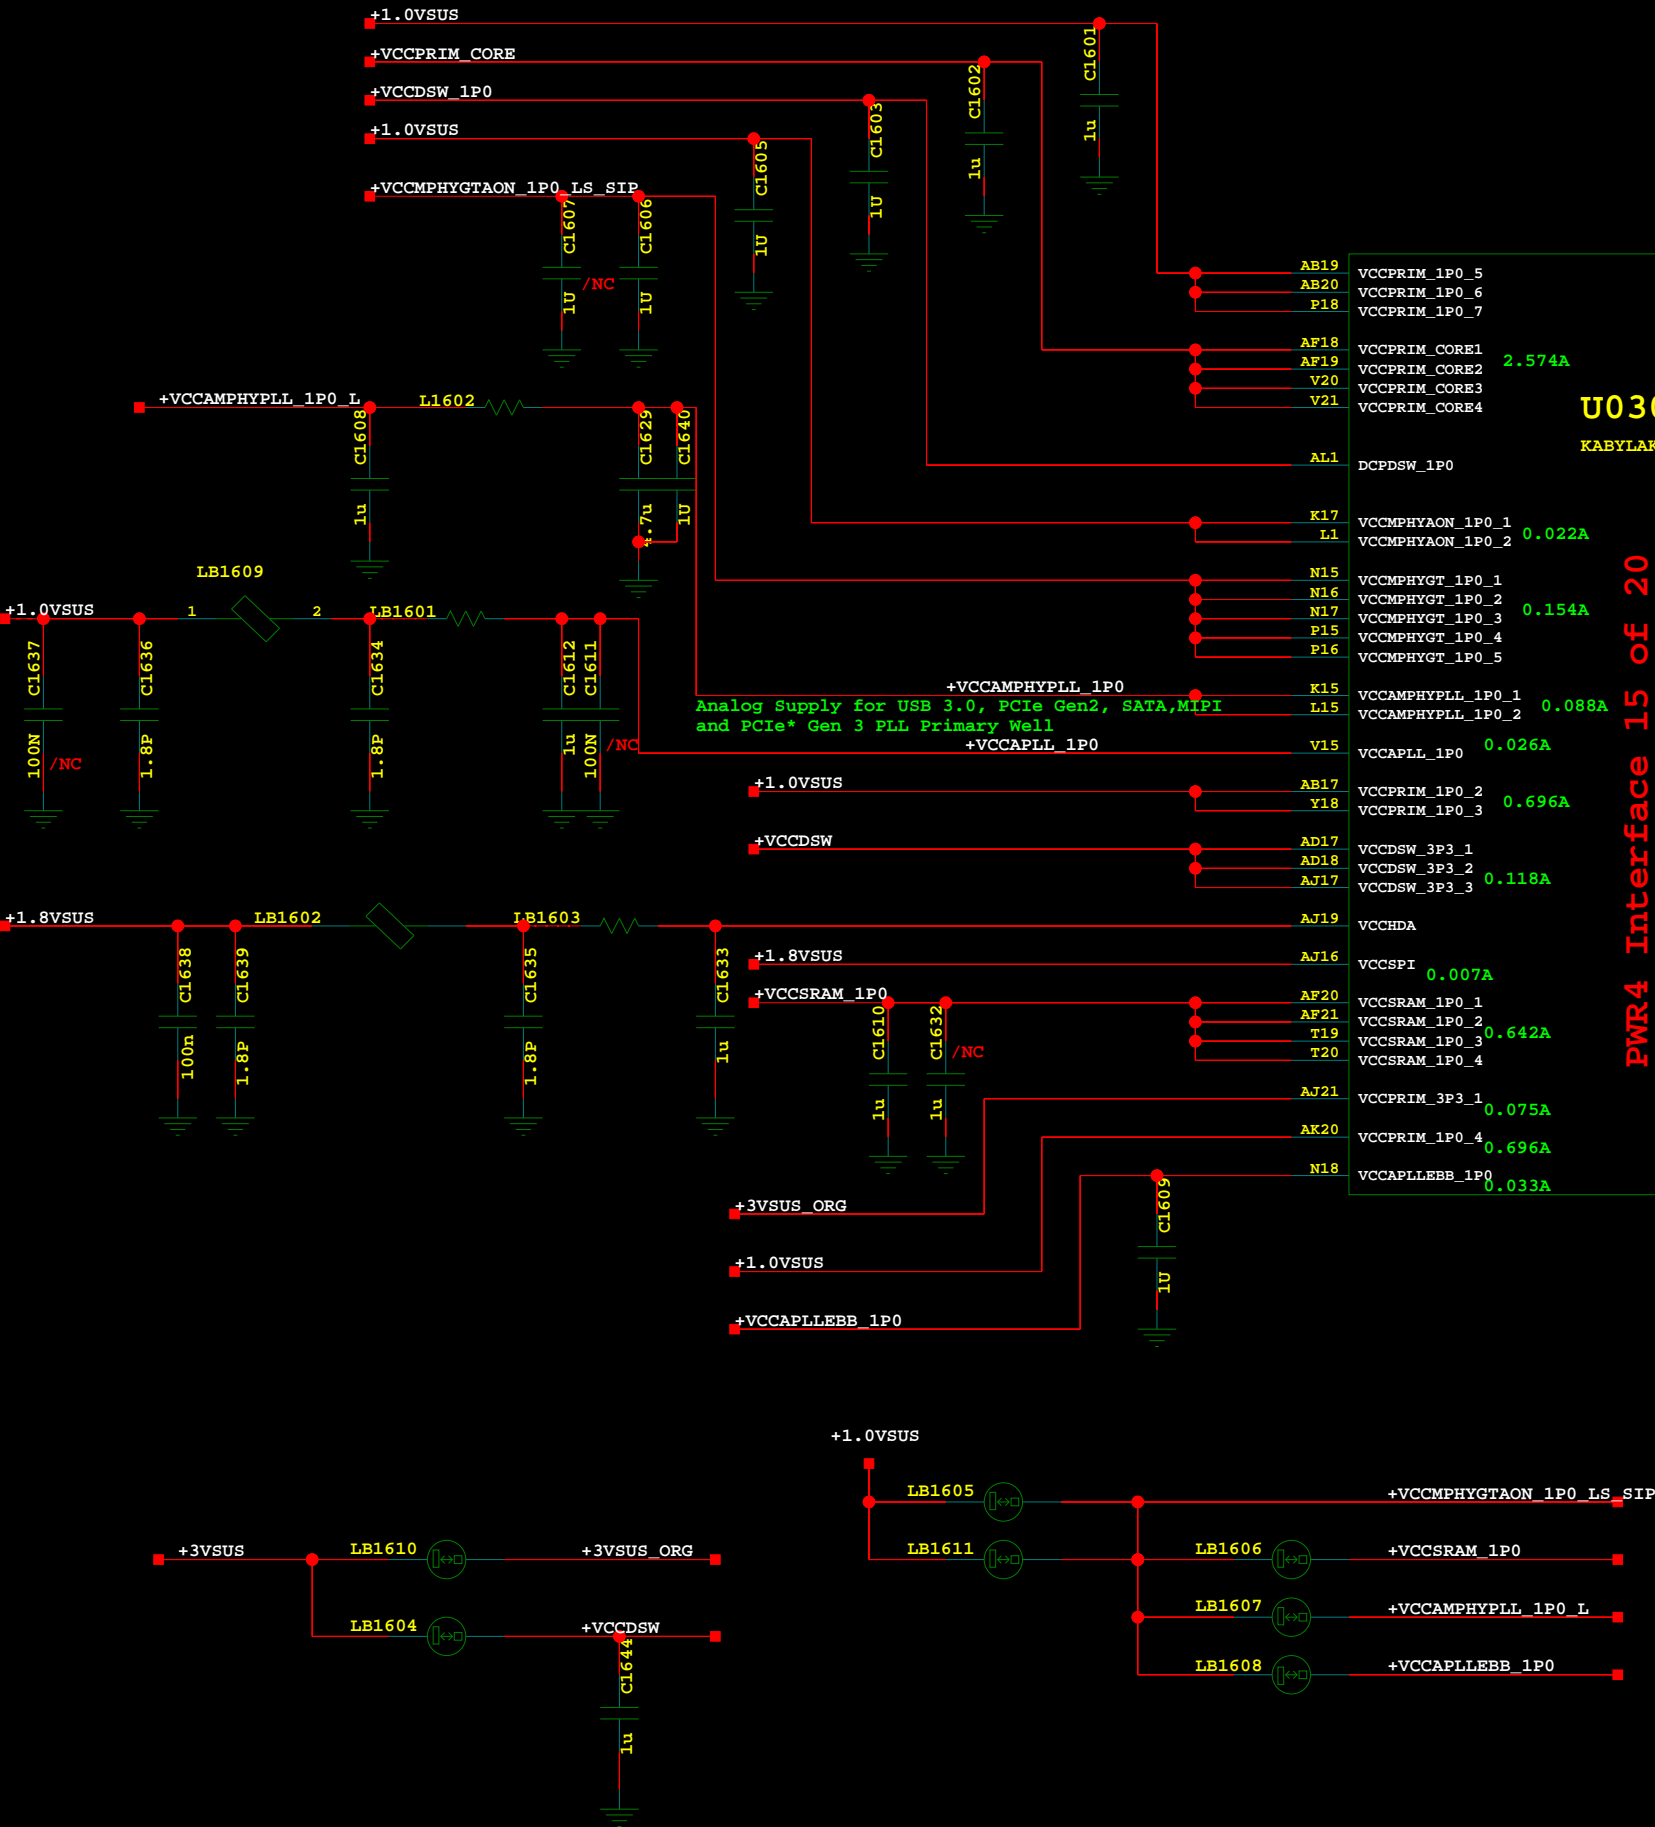 +1.0VSUS
+VCCPRIM_CORE
+VCCDSW_1P0
+1.0VSUS
+VCCMPHYGTAON_1P0_LS_SIP
C1601
1u
C1602
1u
C1603
1U
C1605
1U
C1607
1U
/NC
C1606
1U
+VCCAMPHYPLL_1P0_L
L1602
C1608
1u
C1629
4.7u
C1640
1U
LB1609
+1.0VSUS
1
2
LB1601
C1637
100N
/NC
C1636
1.8P
C1634
1.8P
C1612
1u
C1611
100N
/NC
+VCCAMPHYPLL_1P0
Analog Supply for USB 3.0, PCIe Gen2, SATA,MIPI
and PCIe* Gen 3 PLL Primary Well
+VCCAPLL_1P0
+1.0VSUS
+VCCDSW
+1.8VSUS
LB1602
LB1603
C1638
100n
C1639
1.8P
C1635
1.8P
C1633
1u
+1.8VSUS
+VCCSRAM_1P0
C1610
1u
C1632
1u
/NC
+3VSUS_ORG
+1.0VSUS
+VCCAPLLEBB_1P0
C1609
1U
AB19 VCCPRIM_1P0_5
AB20 VCCPRIM_1P0_6
P18 VCCPRIM_1P0_7
AF18 VCCPRIM_CORE1
2.574A
AF19 VCCPRIM_CORE2
V20 VCCPRIM_CORE3
V21 VCCPRIM_CORE4
U030
KABYLAK
AL1 DCPDSW_1P0
K17 VCCMPHYAON_1P0_1
0.022A
L1 VCCMPHYAON_1P0_2
N15 VCCMPHYGT_1P0_1
N16 VCCMPHYGT_1P0_2
0.154A
N17 VCCMPHYGT_1P0_3
P15 VCCMPHYGT_1P0_4
P16 VCCMPHYGT_1P0_5
K15 VCCAMPHYPLL_1P0_1
0.088A
L15 VCCAMPHYPLL_1P0_2
V15 VCCAPLL_1P0
0.026A
AB17 VCCPRIM_1P0_2
0.696A
Y18 VCCPRIM_1P0_3
AD17 VCCDSW_3P3_1
AD18 VCCDSW_3P3_2
0.118A
AJ17 VCCDSW_3P3_3
AJ19 VCCHDA
AJ16 VCCSPI
0.007A
AF20 VCCSRAM_1P0_1
AF21 VCCSRAM_1P0_2
0.642A
T19 VCCSRAM_1P0_3
T20 VCCSRAM_1P0_4
AJ21 VCCPRIM_3P3_1
0.075A
AK20 VCCPRIM_1P0_4
0.696A
N18 VCCAPLLEBB_1P0
0.033A
PWR4 Interface 15 of 20
+3VSUS
LB1610
+3VSUS_ORG
LB1604
+VCCDSW
C1644
1u
+1.0VSUS
LB1605
+VCCMPHYGTAON_1P0_LS_SIP
LB1611
LB1606
+VCCSRAM_1P0
LB1607
+VCCAMPHYPLL_1P0_L
LB1608
+VCCAPLLEBB_1P0